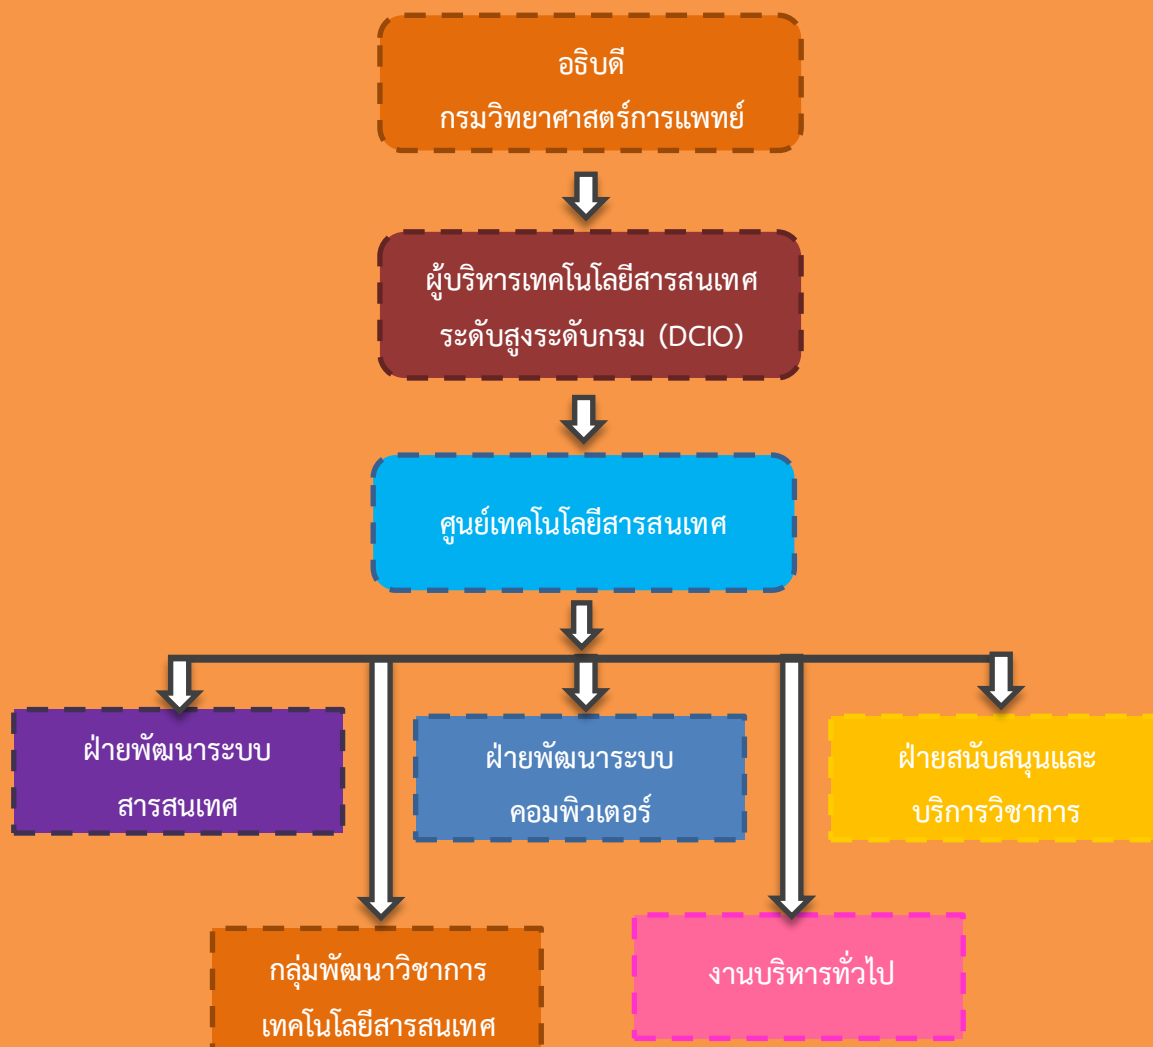 อธิบดี
กรมวิทยาศาสตร์การแพทย์
ผู้บริหารเทคโนโลยีสารสนเทศ
ระดับสูงระดับกรม (DCIO)
ศูนย์เทคโนโลยีสารสนเทศ
ฝ่ายพัฒนาระบบ
สารสนเทศ
ฝ่ายพัฒนาระบบ
คอมพิวเตอร์
ฝ่ายสนับสนุนและ
บริการวิชาการ
กลุ่มพัฒนาวิชาการ
เทคโนโลยีสารสนเทศ
งานบริหารทั่วไป